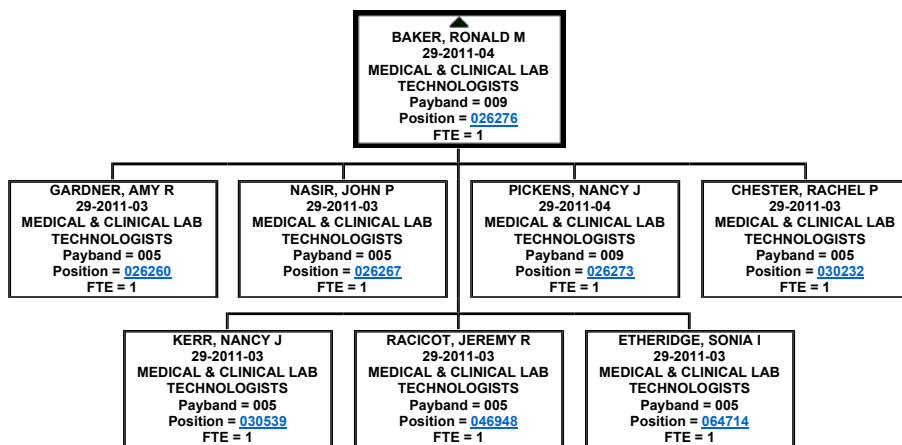 BAKER, RONALD M
29-2011-04
MEDICAL & CLINICAL LAB
TECHNOLOGISTS
Payband = 009
Position = 026276
FTE = 1
GARDNER, AMY R
29-2011-03
MEDICAL & CLINICAL LAB
TECHNOLOGISTS
Payband = 005
Position = 026260
FTE = 1
NASIR, JOHN P
29-2011-03
MEDICAL & CLINICAL LAB
TECHNOLOGISTS
Payband = 005
Position = 026267
FTE = 1
PICKENS, NANCY J
29-2011-04
MEDICAL & CLINICAL LAB
TECHNOLOGISTS
Payband = 009
Position = 026273
FTE = 1
CHESTER, RACHEL P
29-2011-03
MEDICAL & CLINICAL LAB
TECHNOLOGISTS
Payband = 005
Position = 030232
FTE = 1
KERR, NANCY J
29-2011-03
MEDICAL & CLINICAL LAB
TECHNOLOGISTS
Payband = 005
Position = 030539
FTE = 1
RACICOT, JEREMY R
29-2011-03
MEDICAL & CLINICAL LAB
TECHNOLOGISTS
Payband = 005
Position = 046948
FTE = 1
ETHERIDGE, SONIA I
29-2011-03
MEDICAL & CLINICAL LAB
TECHNOLOGISTS
Payband = 005
Position = 064714
FTE = 1